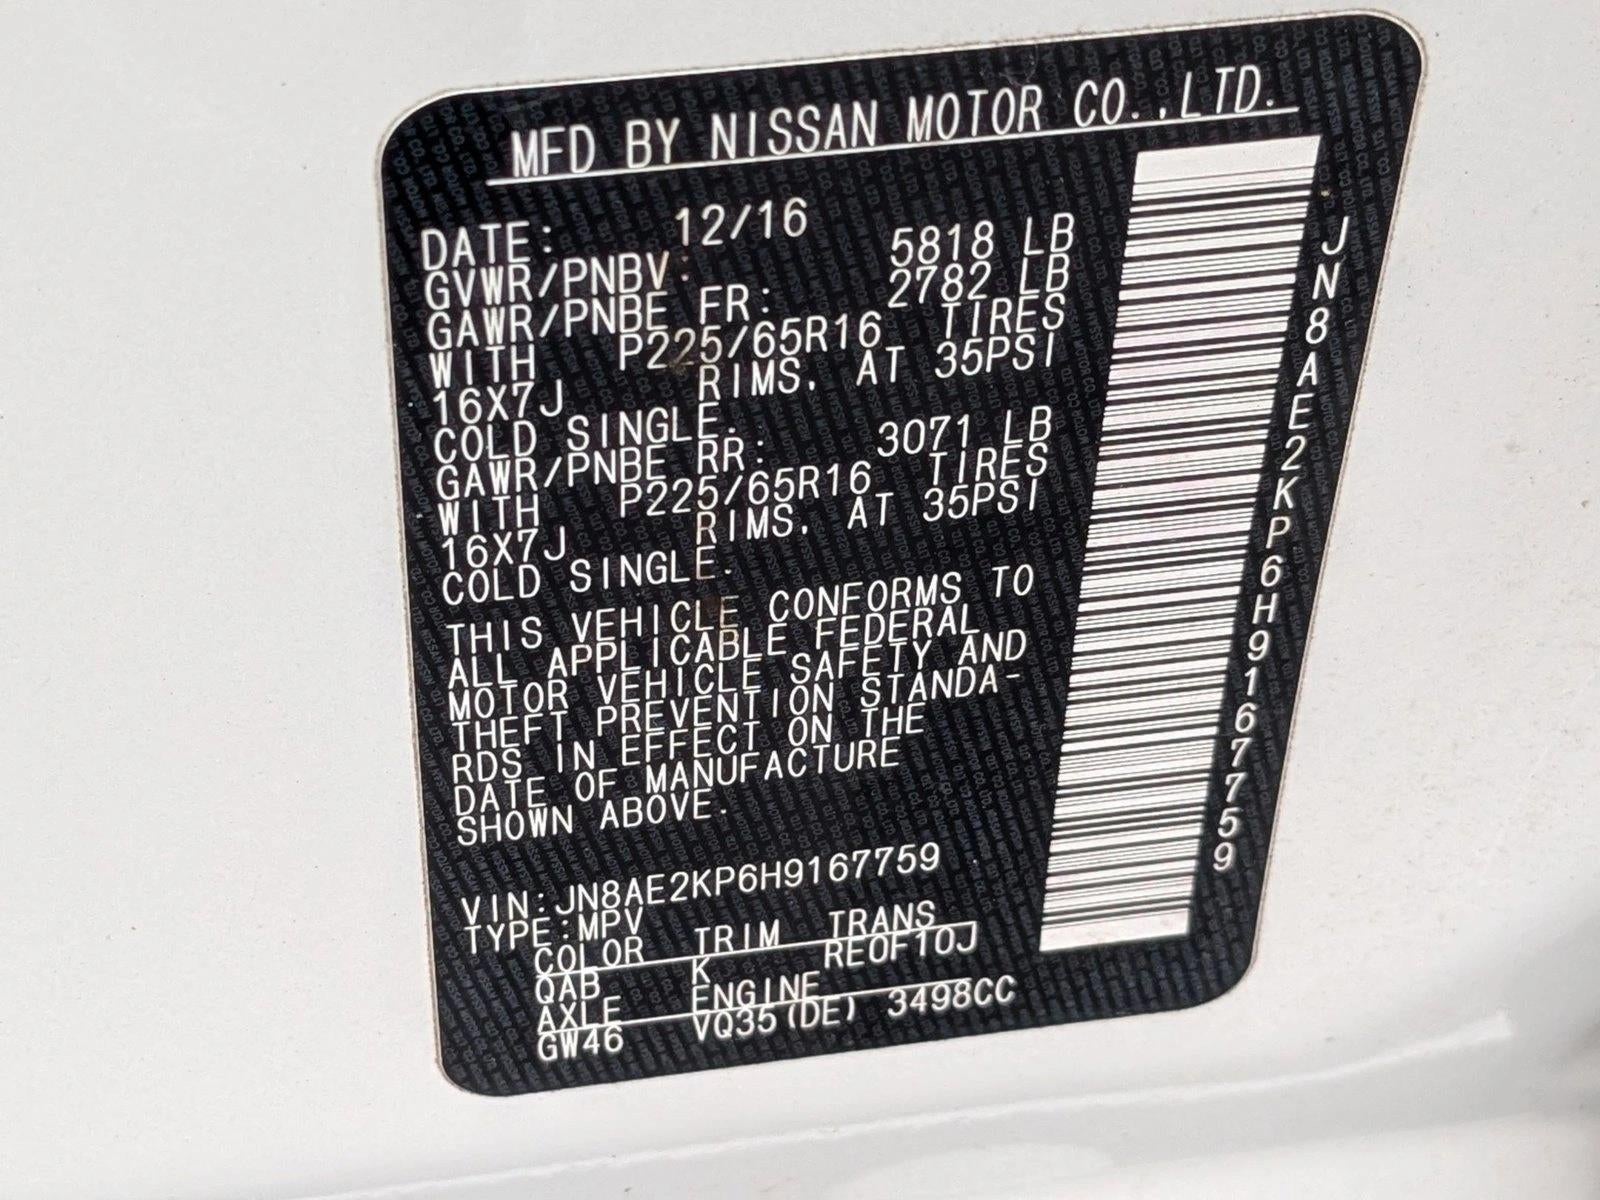 MFD BY NISSAN MOTOR CO.,LTD.
DATE: 12/16
GVWR/PNBV: 5818 LB
GAWR/PNBE FR: 2782 LB
WITH P225/65R16 TIRES
16X7J RIMS. AT 35PSI
COLD SINGLE.
GAWR/PNBE RR: 3071 LB
WITH P225/65R16 TIRES
16X7J RIMS. AT 35PSI
COLD SINGLE.
THIS VEHICLE CONFORMS TO
ALL APPLICABLE FEDERAL
MOTOR VEHICLE SAFETY AND
THEFT PREVENTION STANDA-
RDS IN EFFECT ON THE
DATE OF MANUFACTURE
SHOWN ABOVE.
VIN:JN8AE2KP6H9167759
TYPE:MPV
COLOR TRIM TRANS
QAB K RE0F10J
AXLE ENGINE
GW46 VQ35(DE) 3498CC
JN8AE2KP6H9167759